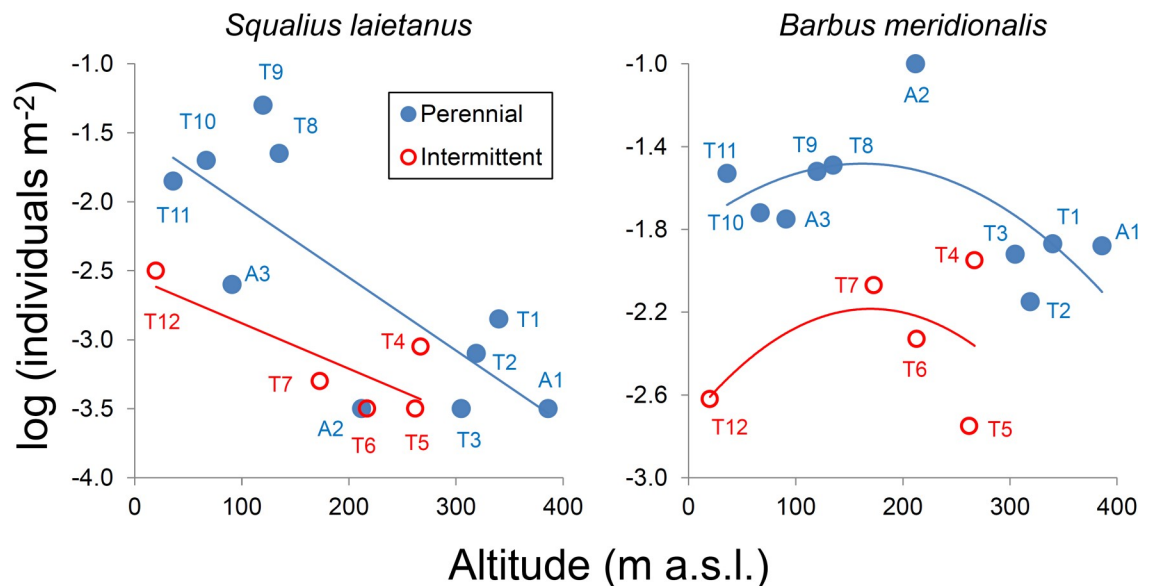 Squalius laietanus
Barbus meridionalis
log (individuals m-2)
-1.0
-1.5
-2.0
-2.5
-3.0
-3.5
-4.0
0
100
200
300
400
T9
T10
T8
T11
A3
T12
T7
T4
A2
T6
T5
T1
T2
T3
A1
Perennial
Intermittent
-1.0
-1.4
-1.8
-2.2
-2.6
-3.0
0
100
200
300
400
A2
T11
T9
T8
T10
A3
T3
T1
A1
T4
T2
T7
T6
T12
T5
Altitude (m a.s.l.)